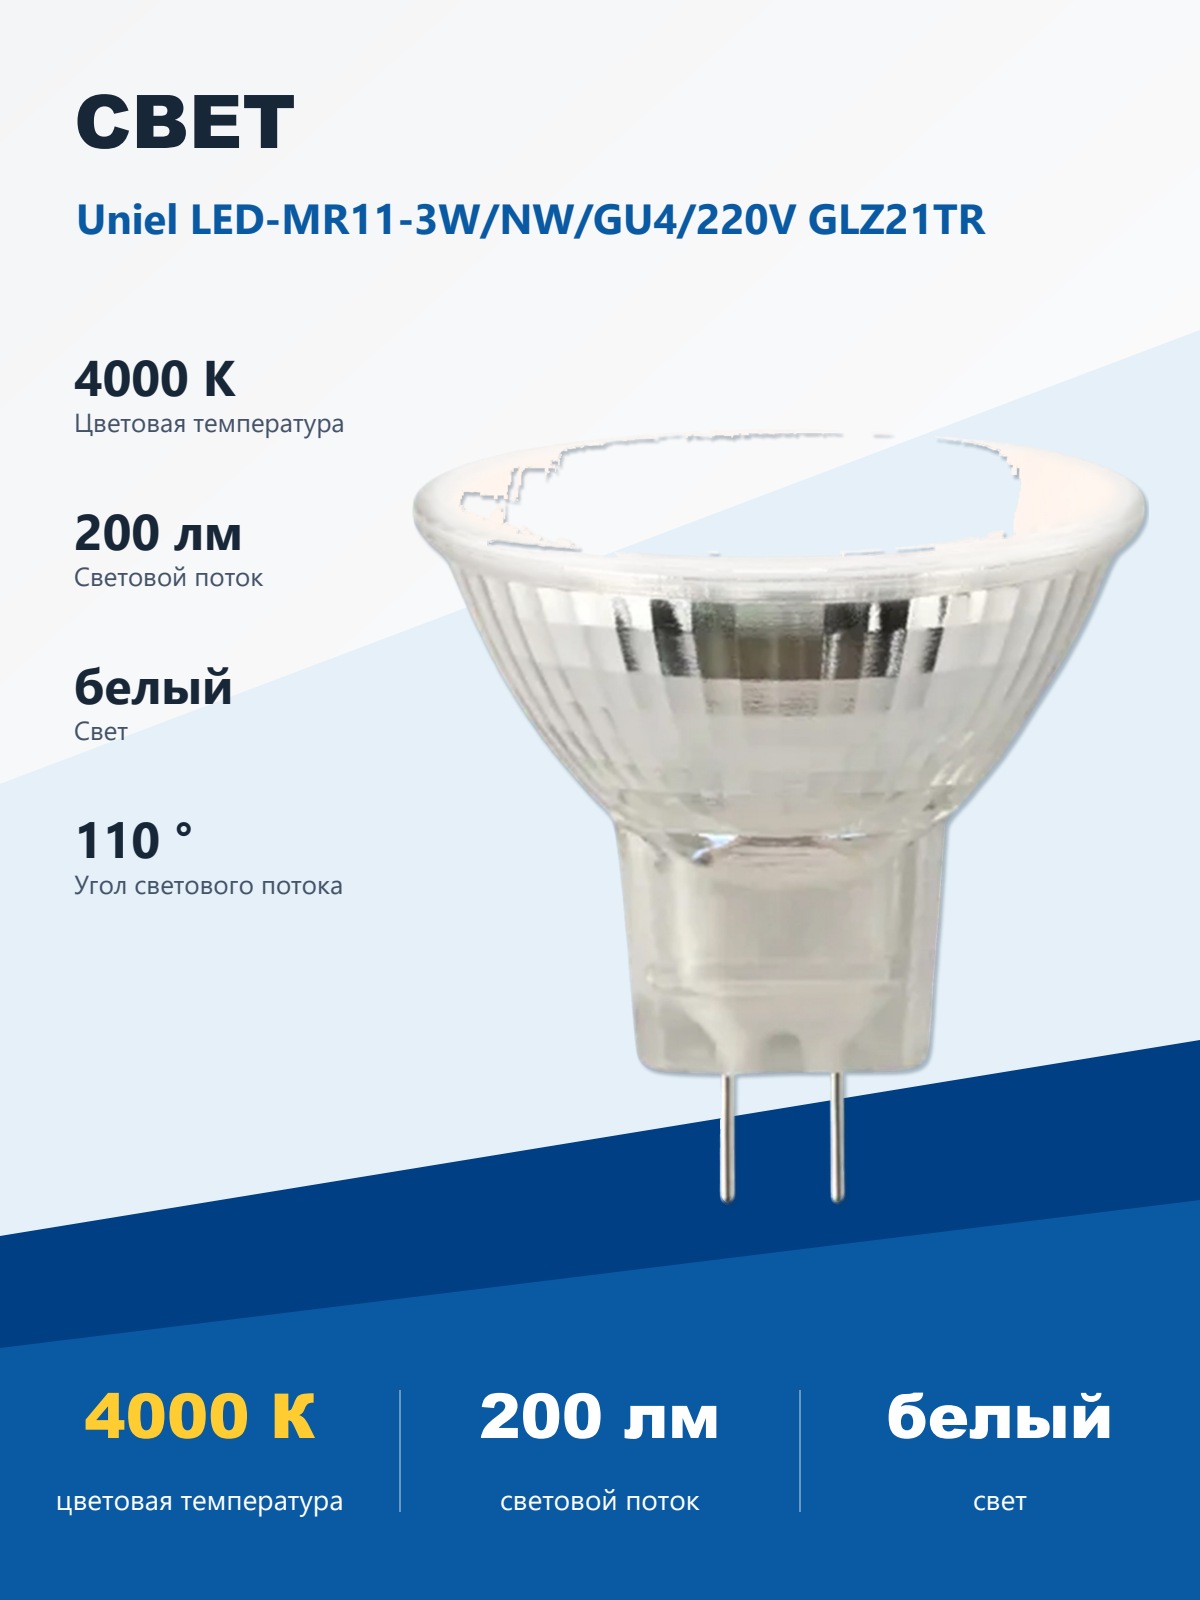 СВЕТ
Uniel LED-MR11-3W/NW/GU4/220V GLZ21TR
4000 К
Цветовая температура
200 лм
Световой поток
белый
Свет
110 °
Угол светового потока
4000 К
цветовая температура
200 лм
световой поток
белый
свет